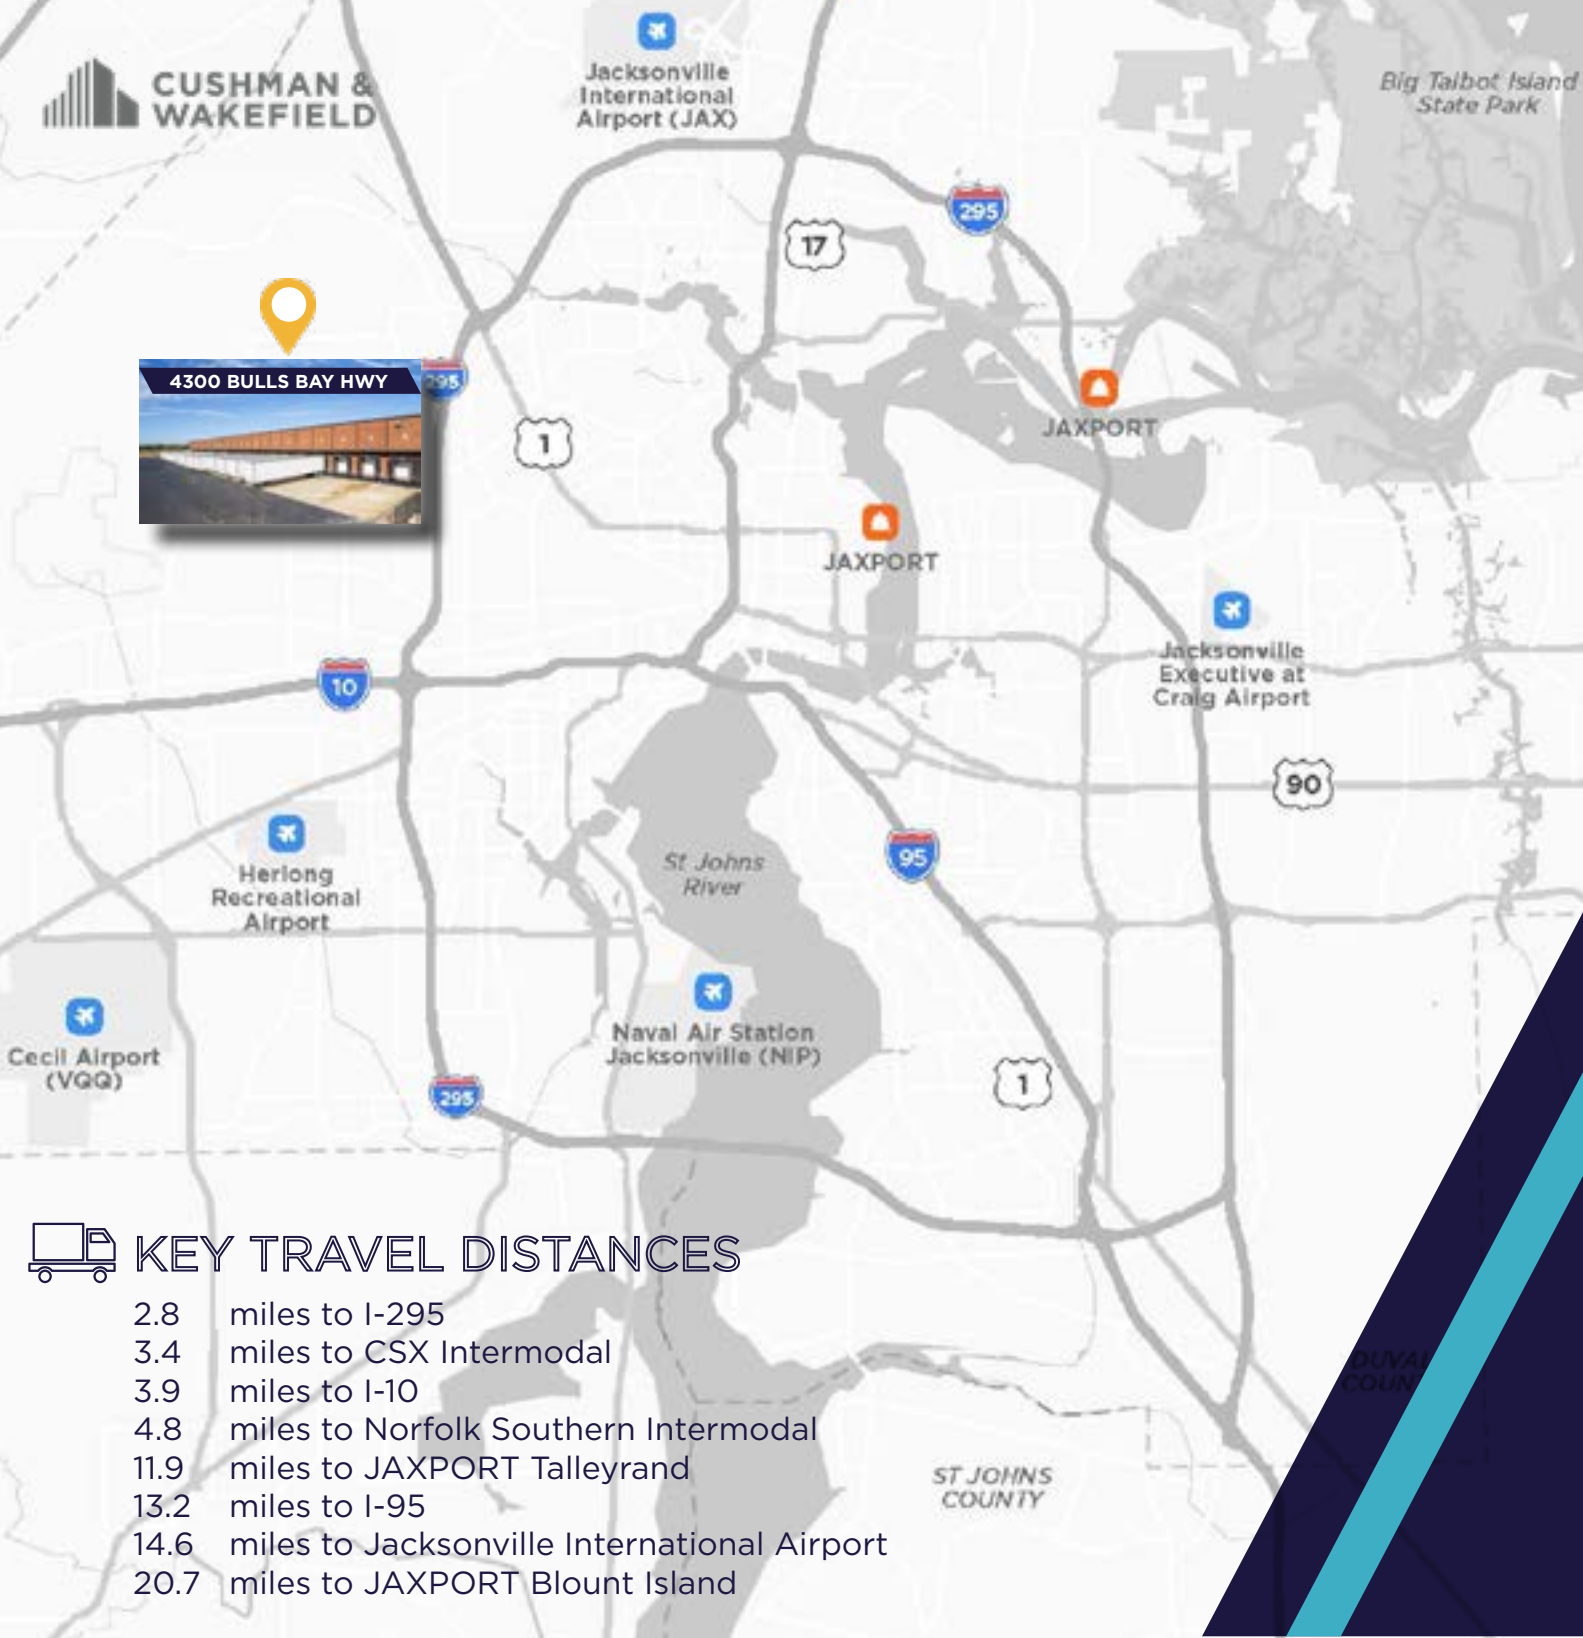 CUSHMAN &
WAKEFIELD
Jacksonville
International
Airport (JAX)
Big Talbot Island
State Park
295
17
4300 BULLS BAY HWY
295
1
JAXPORT
JAXPORT
Jacksonville
Executive at
Craig Airport
10
90
95
St Johns
River
Herlong
Recreational
Airport
Naval Air Station
Jacksonville (NIP)
Cecil Airport
(VQQ)
295
1
KEY TRAVEL DISTANCES
2.8 miles to I-295
3.4 miles to CSX Intermodal
3.9 miles to I-10
4.8 miles to Norfolk Southern Intermodal
11.9 miles to JAXPORT Talleyrand
13.2 miles to I-95
14.6 miles to Jacksonville International Airport
20.7 miles to JAXPORT Blount Island
ST JOHNS
COUNTY